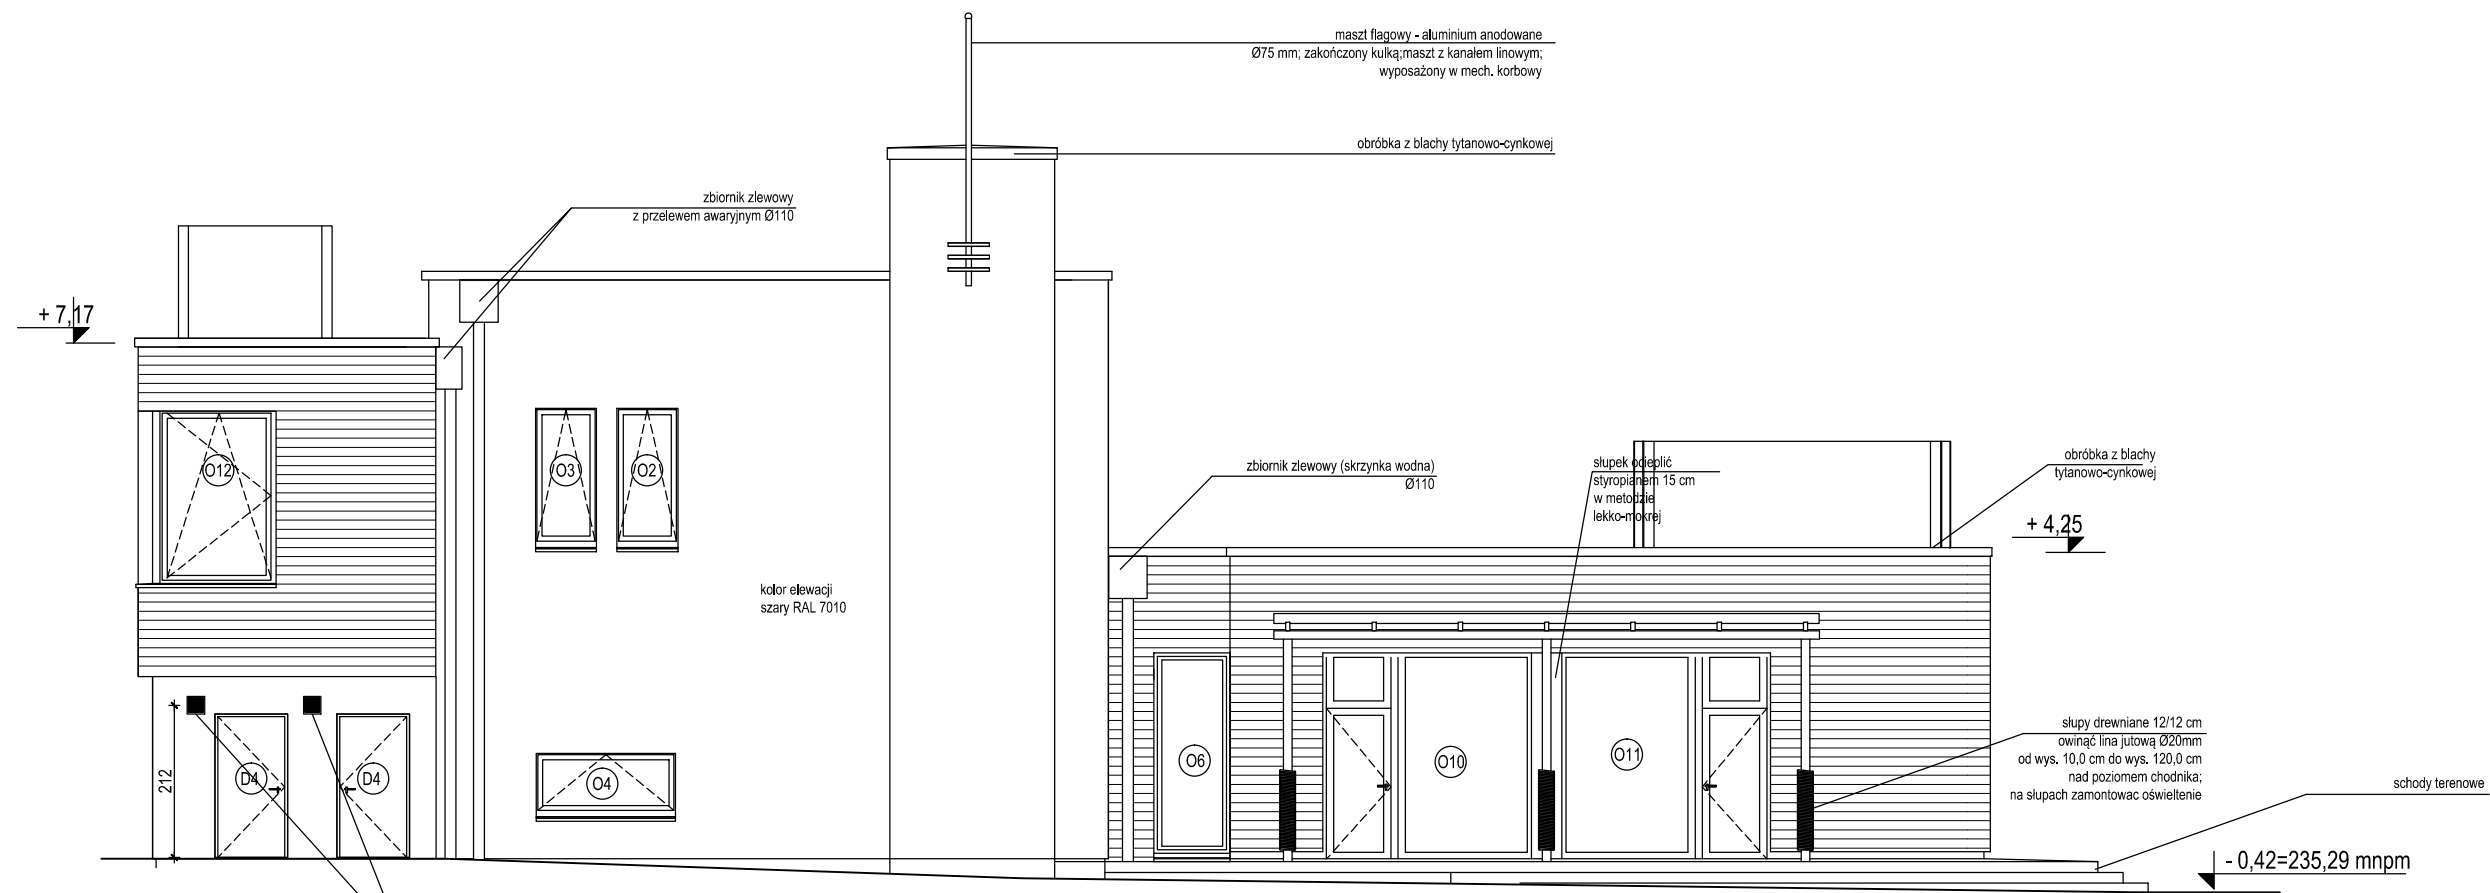 maszt flagowy - aluminium anodowane
Ø75 mm; zakończony kulką;maszt z kanałem linowym;
wyposażony w mech. korbowy
obróbka z blachy tytanowo-cynkowej
zbiornik zlewowy
z przelewem awaryjnym Ø110
+ 7,17
O12
O3
O2
zbiornik zlewowy (skrzynka wodna)
Ø110
słupek ocieplić
styropianem 15 cm
w metodzie
lekko-mokrej
obróbka z blachy
tytanowo-cynkowej
+ 4,25
kolor elewacji
szary RAL 7010
212
D4
D4
O4
O6
O10
O11
słupy drewniane 12/12 cm
owinąć lina jutową Ø20mm
od wys. 10,0 cm do wys. 120,0 cm
nad poziomem chodnika;
na słupach zamontowac oświeltenie
schody terenowe
- 0,42=235,29 mnpm